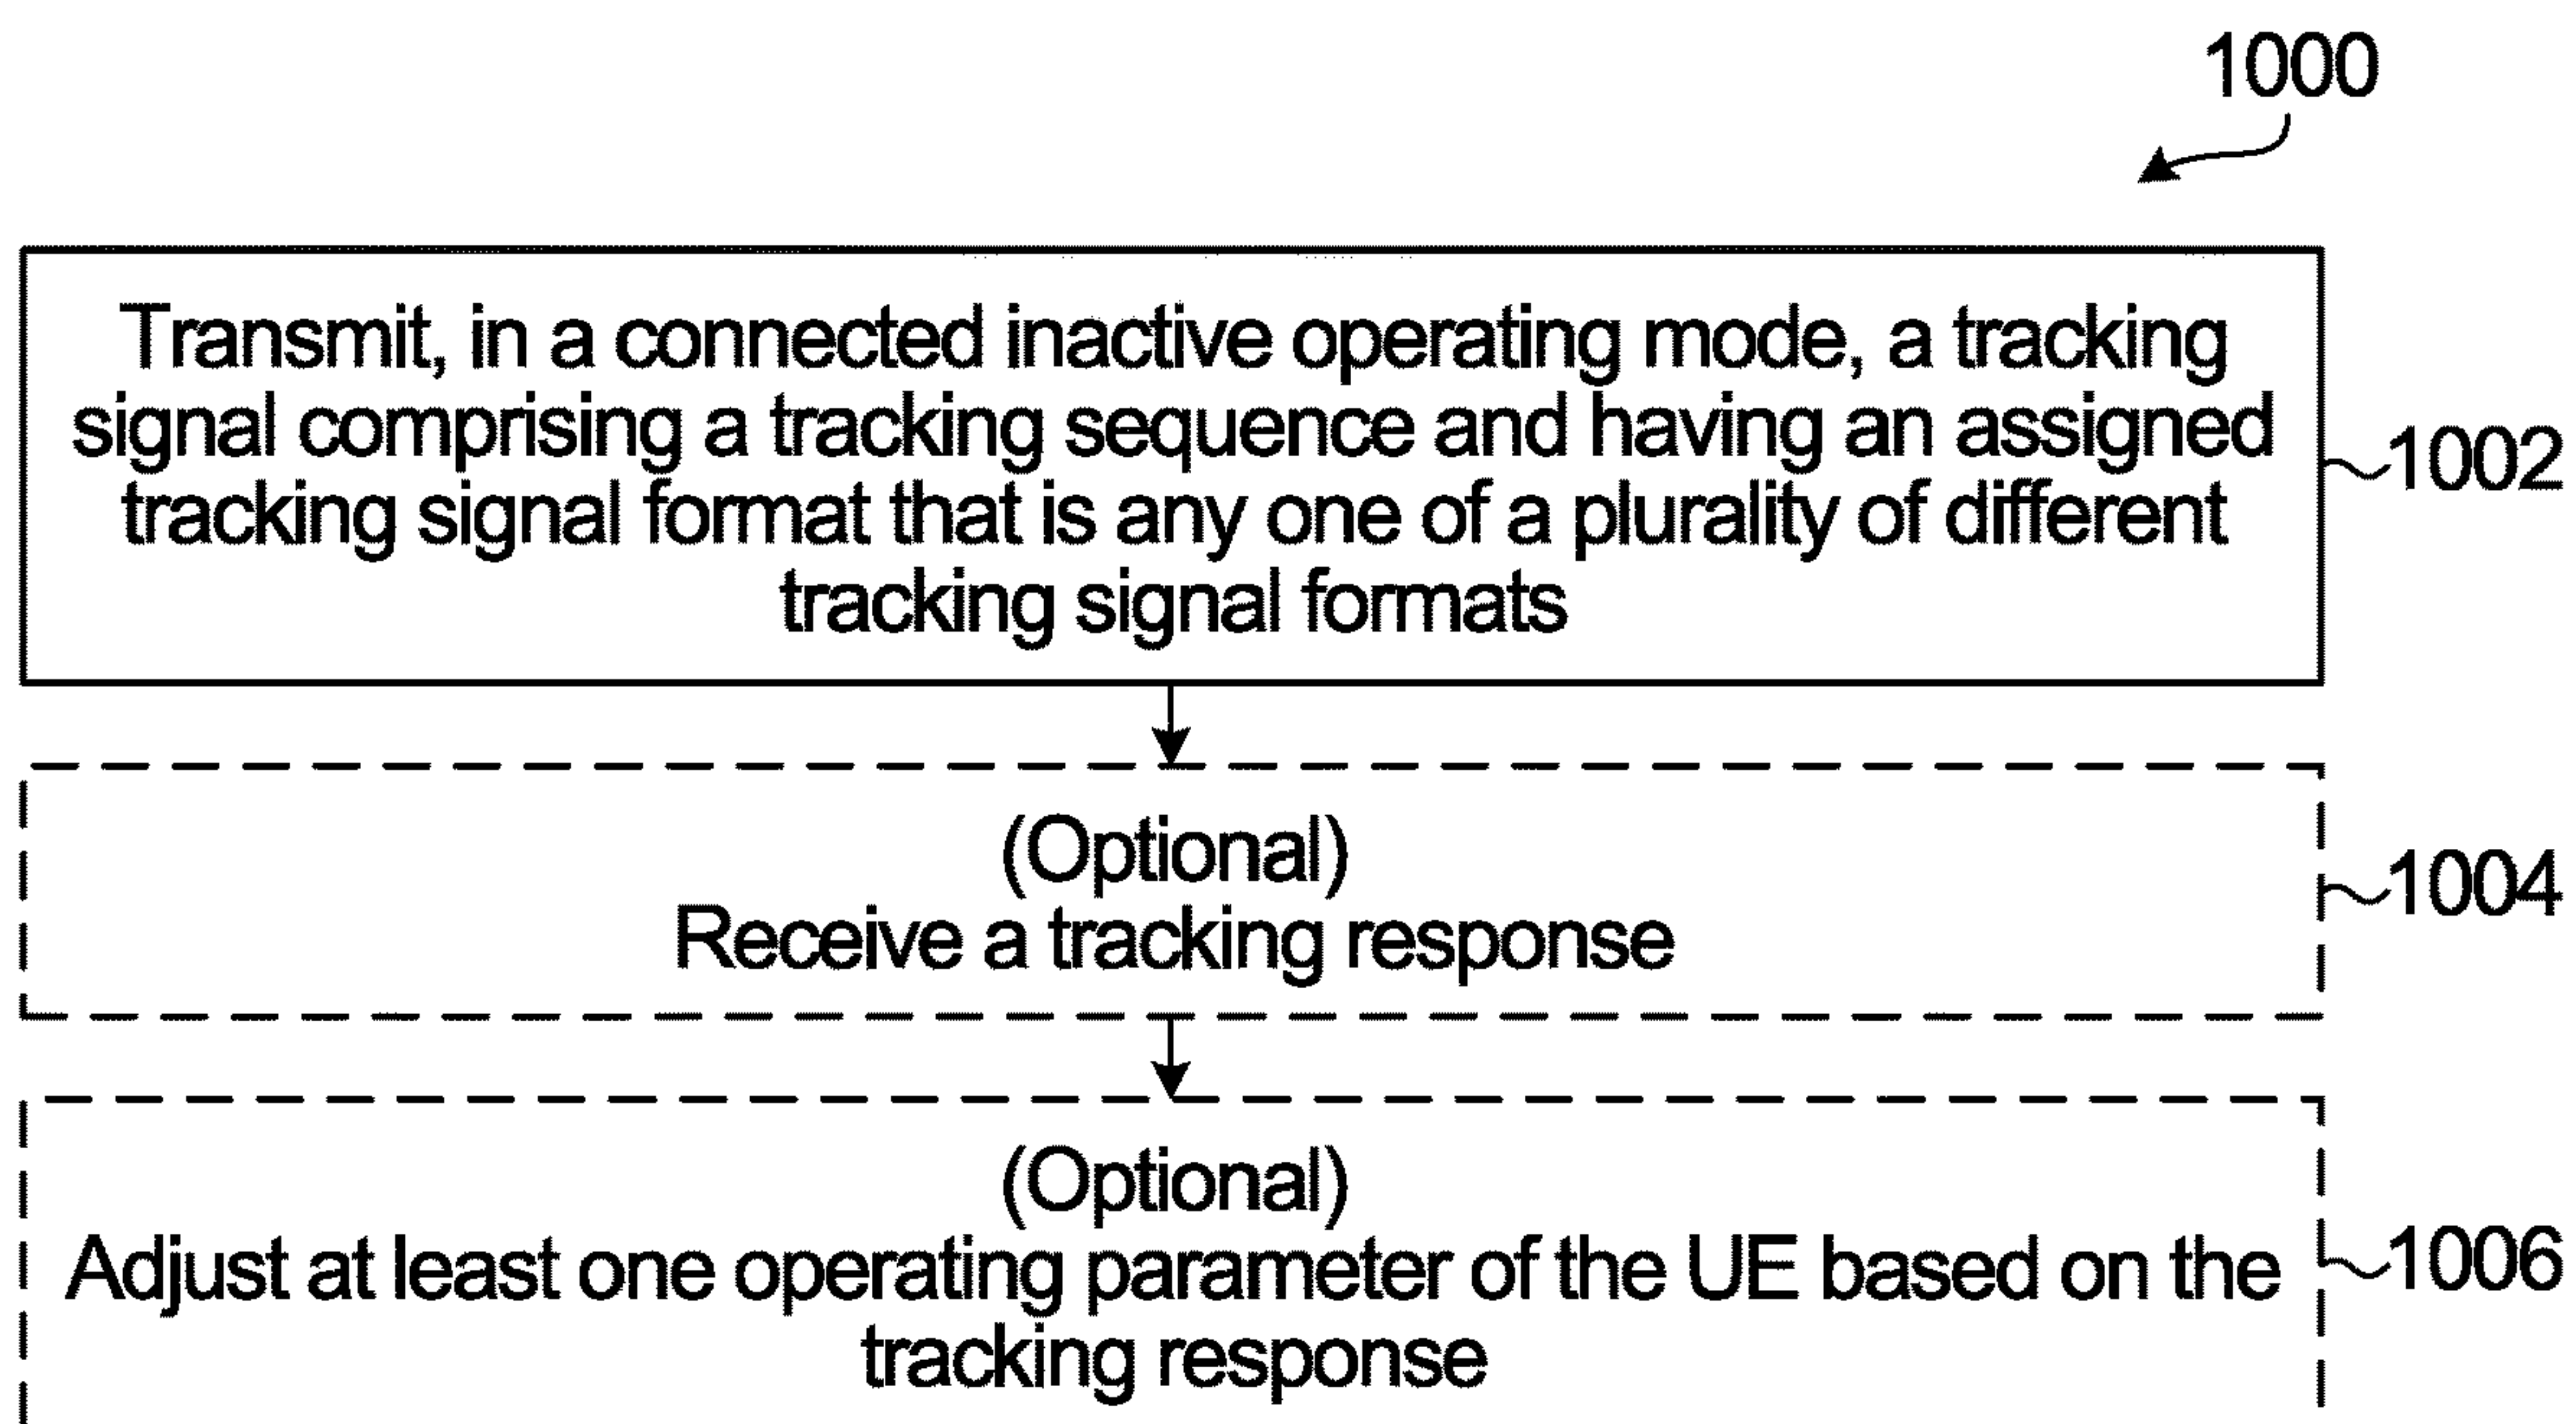 1000
Transmit, in a connected inactive operating mode, a tracking
signal comprising a tracking sequence and having an assigned
tracking signal format that is any one of a plurality of different
tracking signal formats
1002
(Optional)
Receive a tracking response
1004
(Optional)
Adjust at least one operating parameter of the UE based on the
tracking response
1006